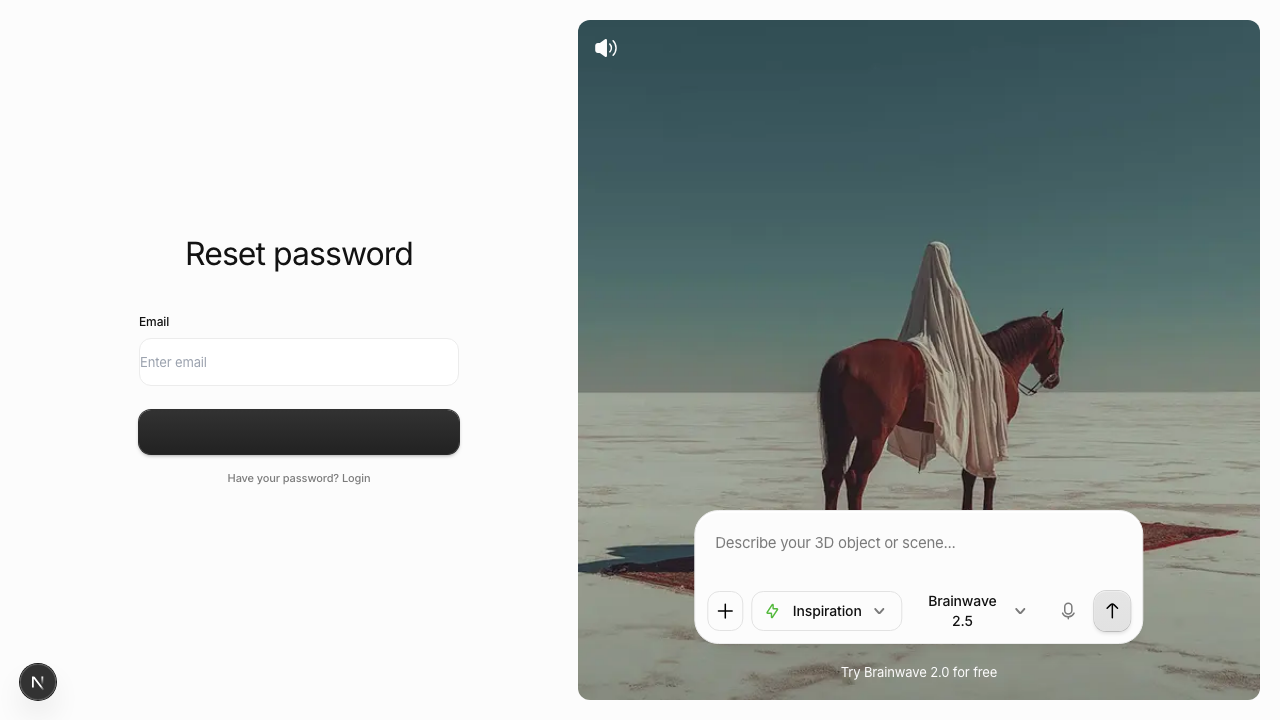 Reset password
Email
Enter email
Have your password? Login
Describe your 3D object or scene...
Inspiration
Brainwave
2.5
Try Brainwave 2.0 for free
N